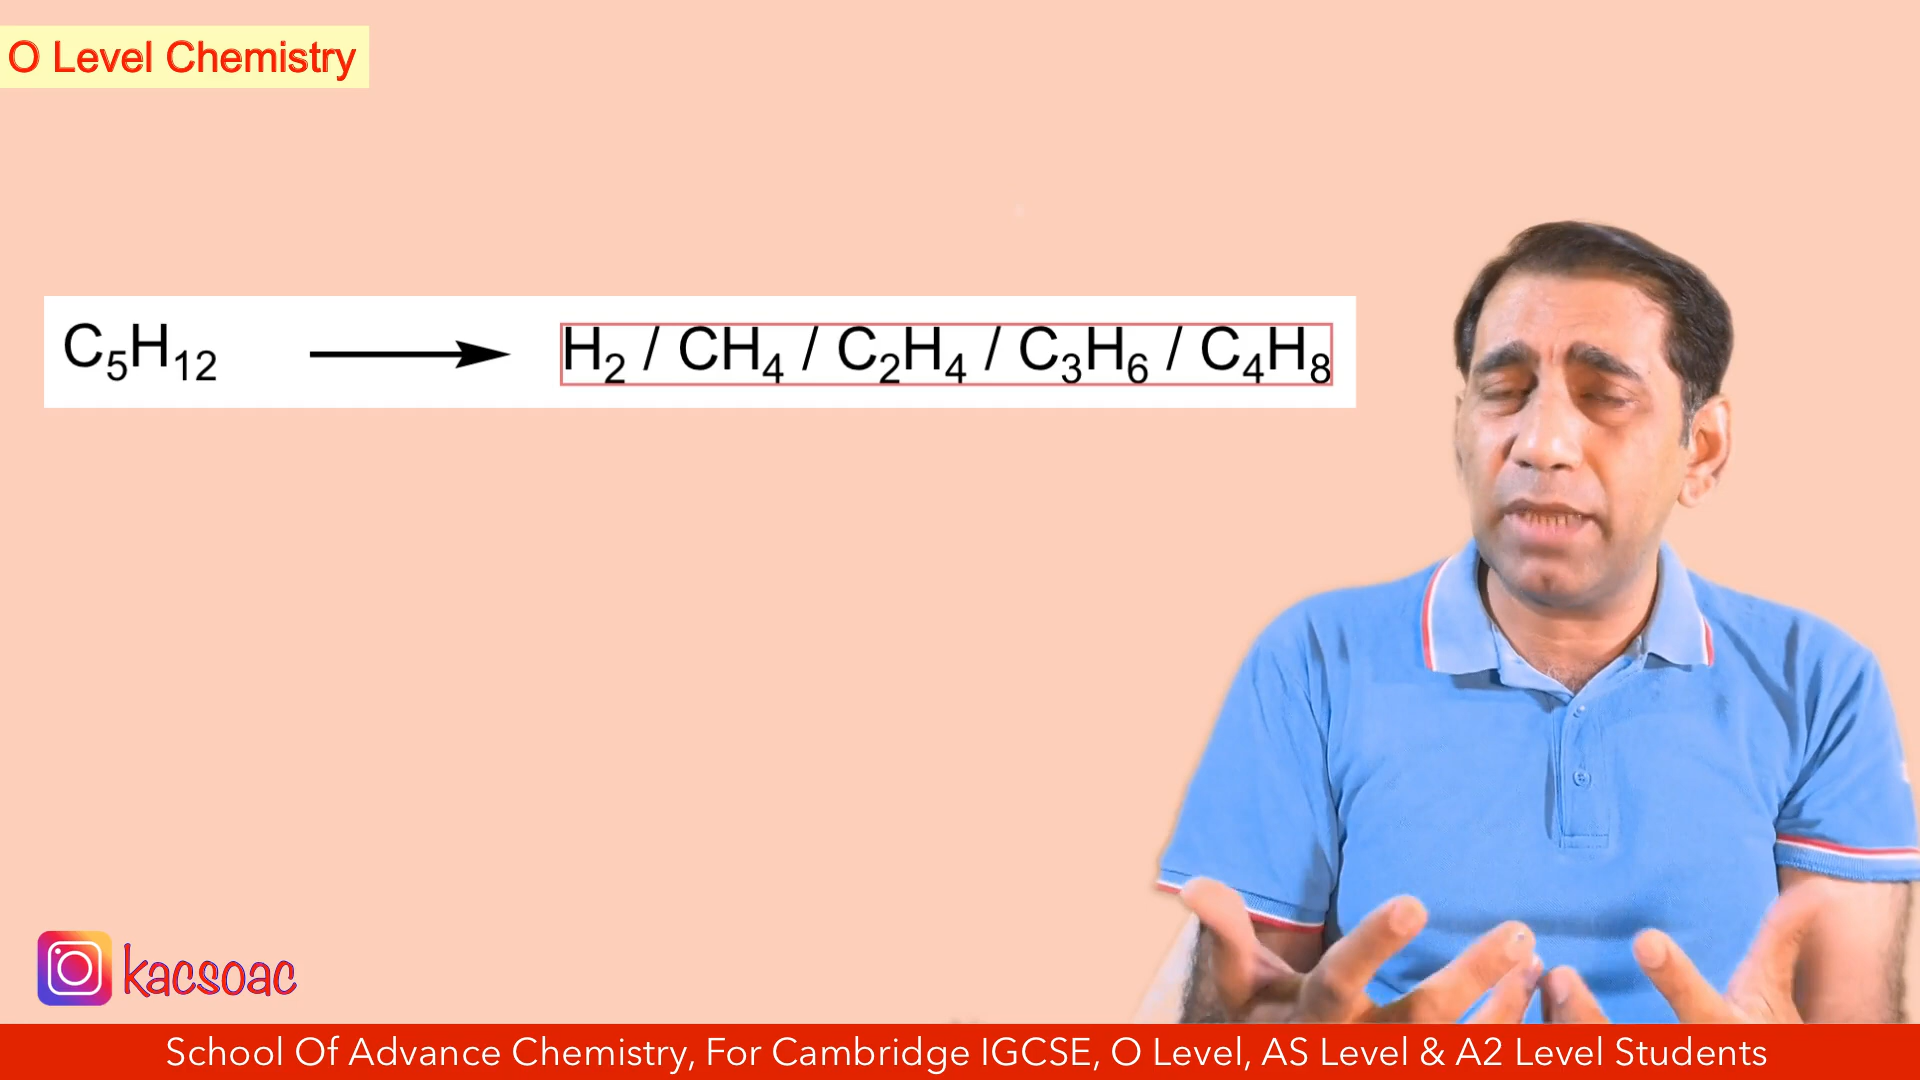 O Level Chemistry
C₅H₁₂ ⟶ H₂ / CH₄ / C₂H₄ / C₃H₆ / C₄H₈
kacsoac
School Of Advance Chemistry, For Cambridge IGCSE, O Level, AS Level & A2 Level Students